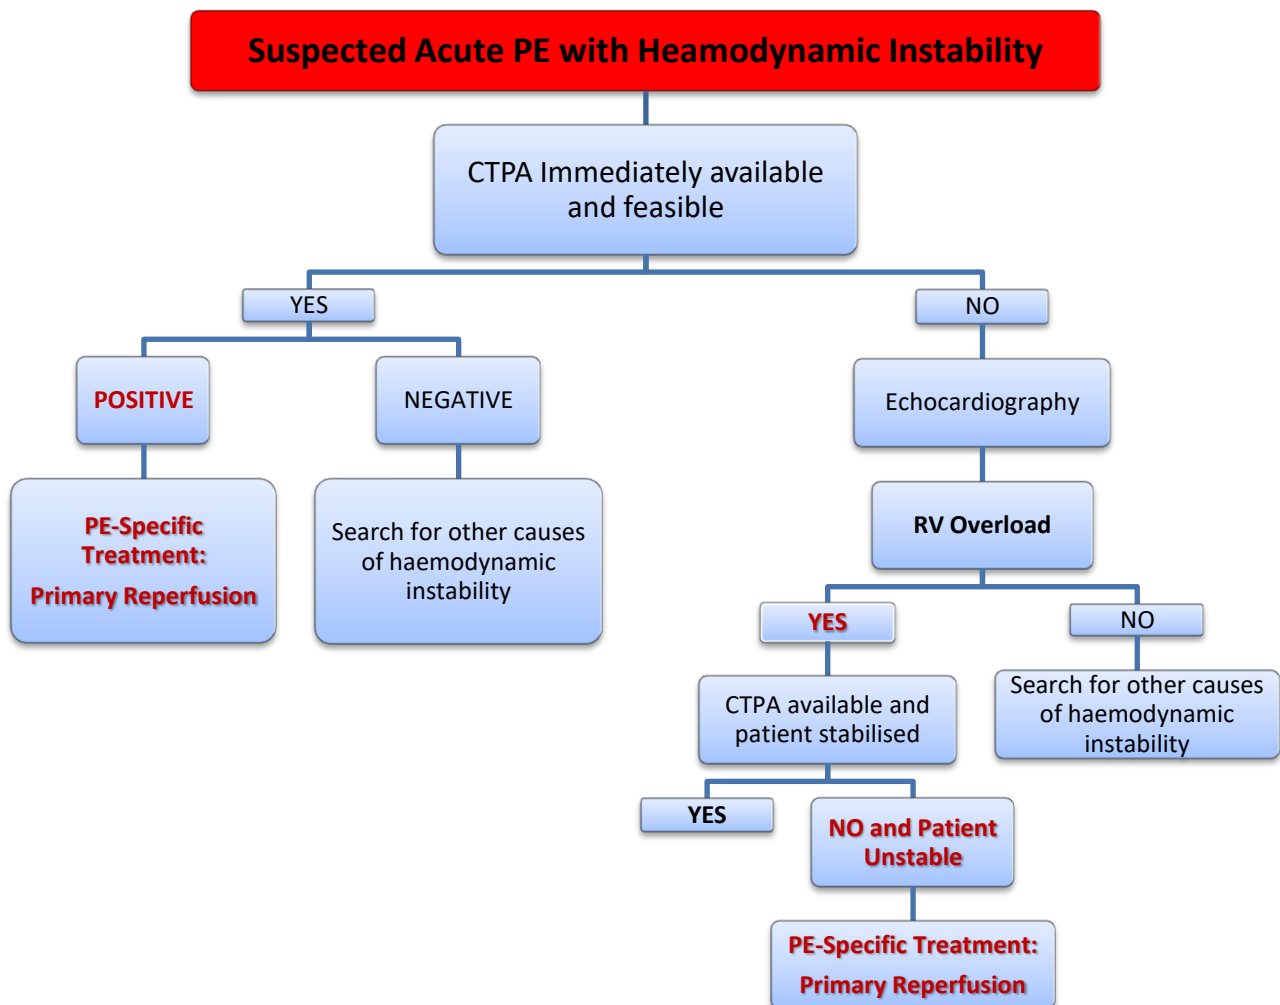 Suspected Acute PE with Heamodynamic Instability
CTPA Immediately available
and feasible
YES
NO
POSITIVE
NEGATIVE
Echocardiography
PE-Specific
Treatment:
Primary Reperfusion
Search for other causes
of haemodynamic
instability
RV Overload
YES
NO
CTPA available and
patient stabilised
Search for other causes
of haemodynamic
instability
YES
NO and Patient
Unstable
PE-Specific Treatment:
Primary Reperfusion